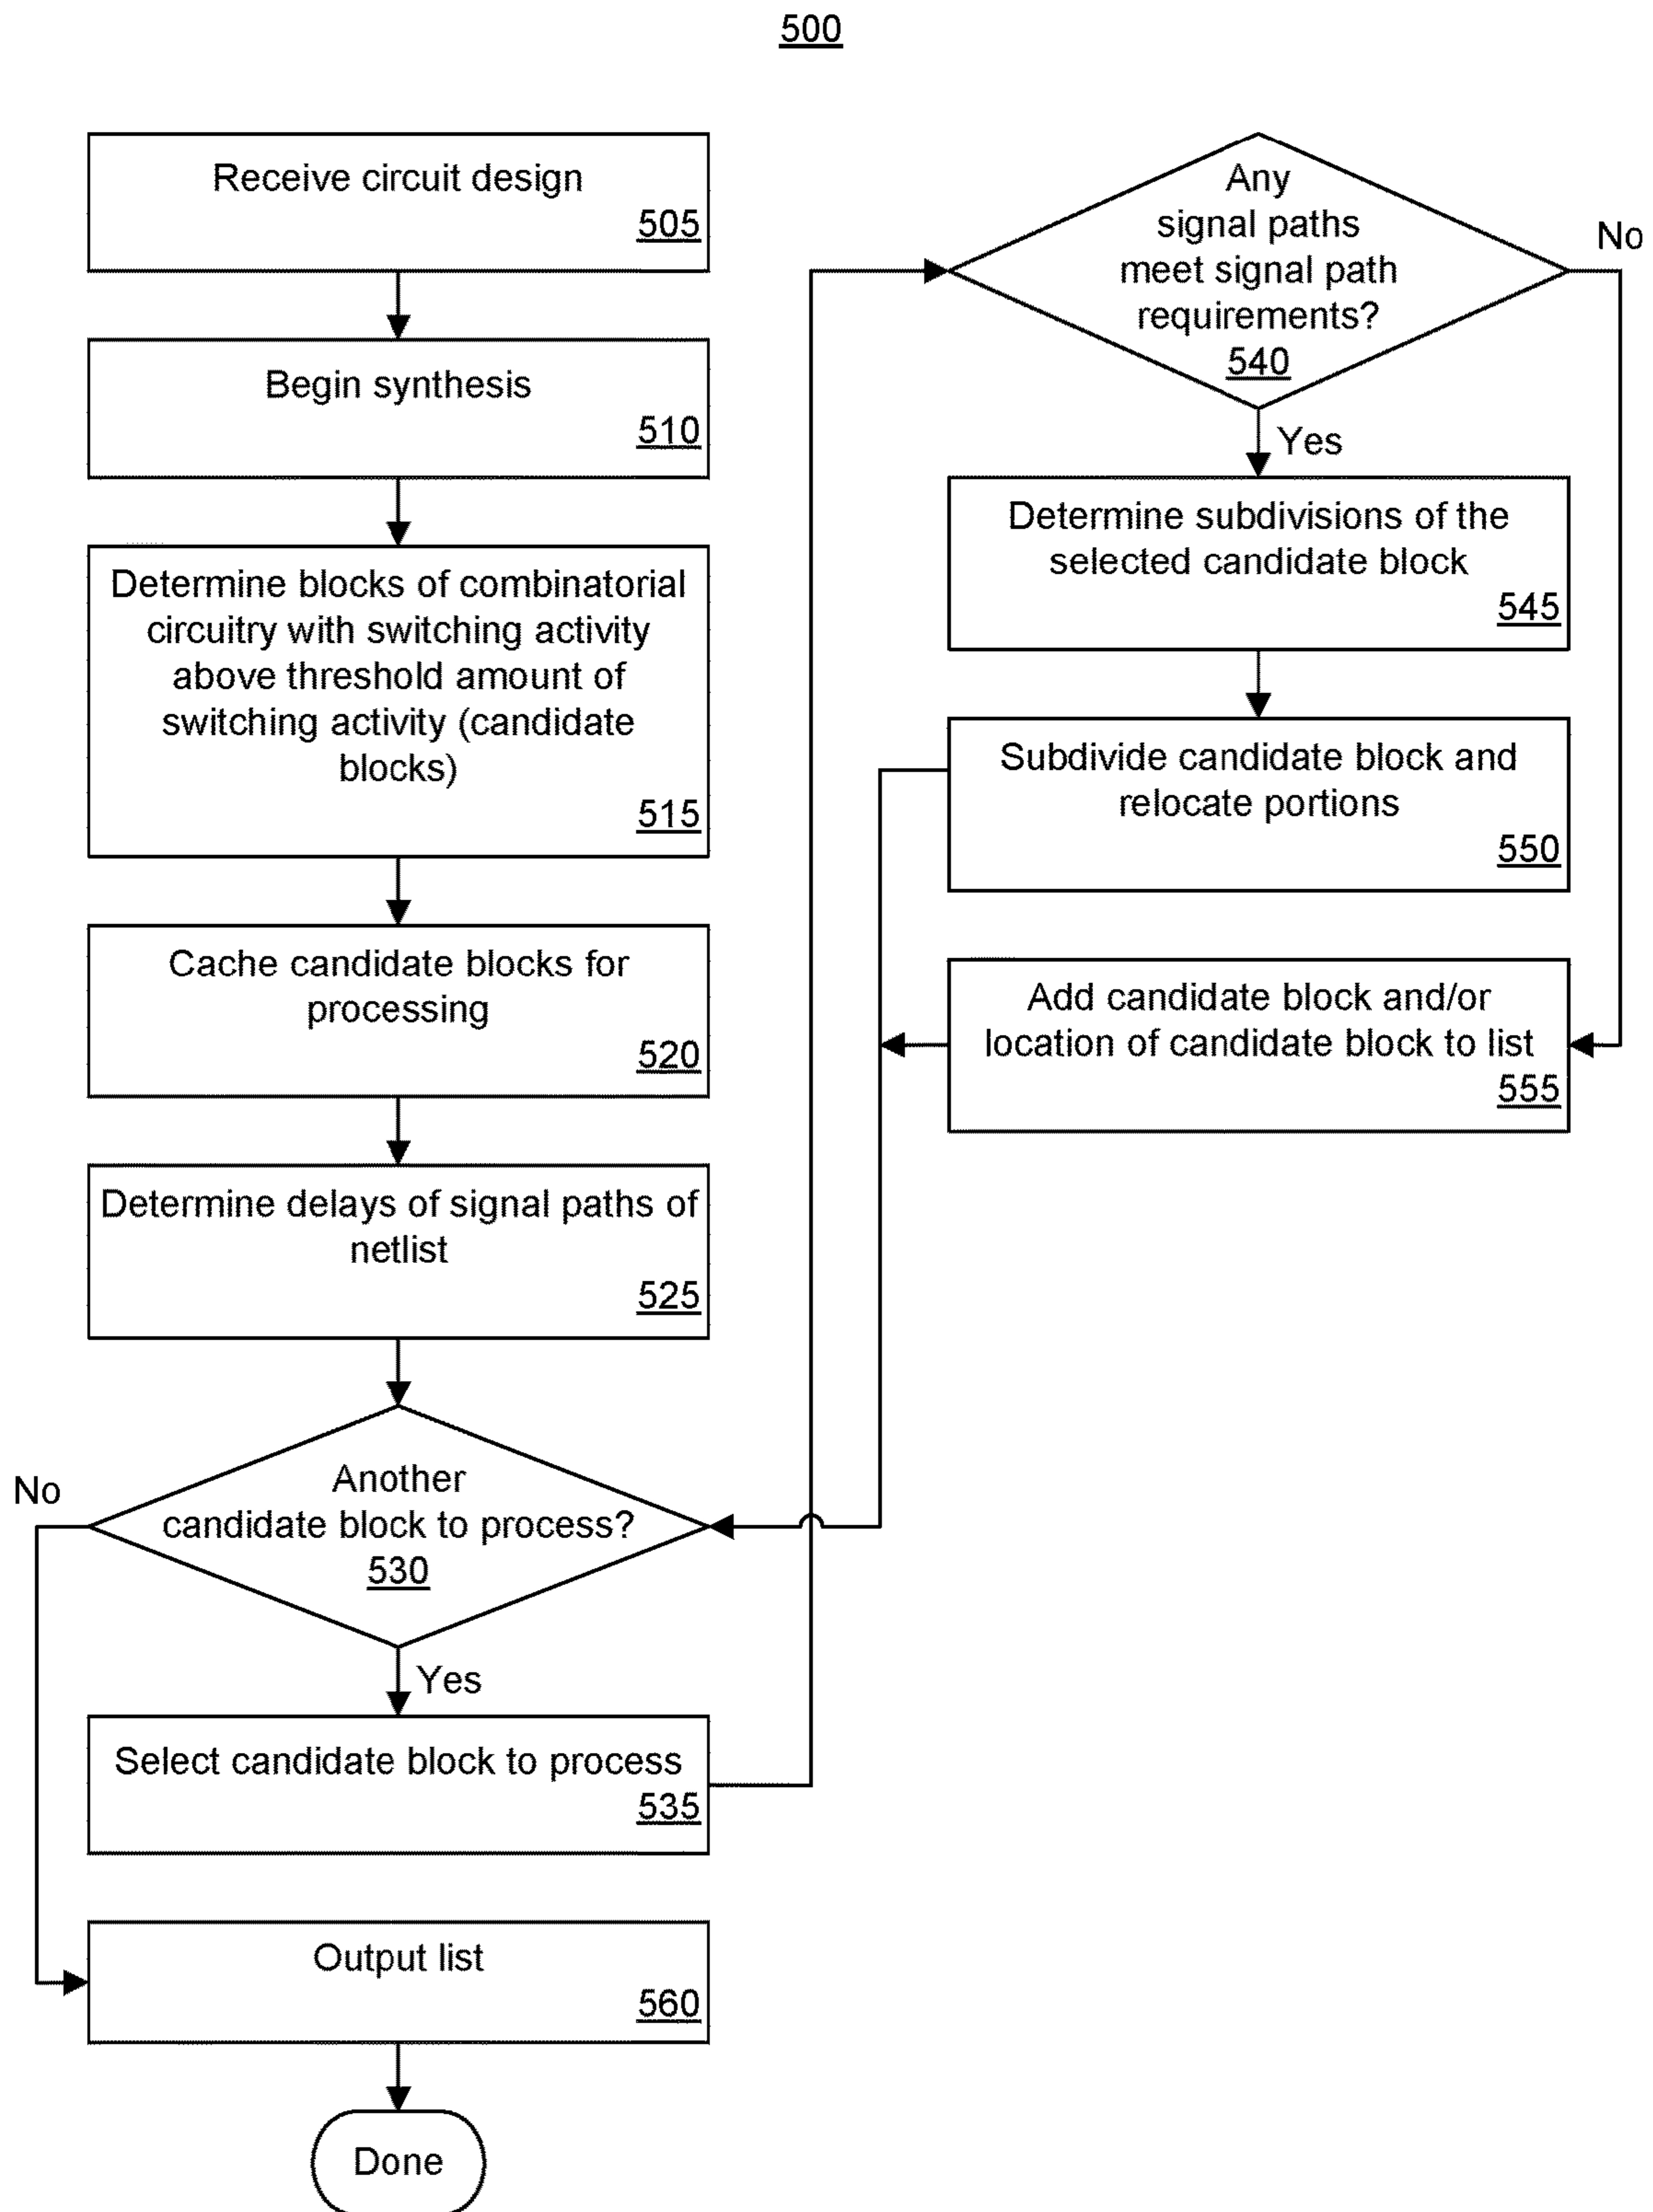 500
Receive circuit design
505
Begin synthesis
510
Determine blocks of combinatorial
circuitry with switching activity
above threshold amount of
switching activity (candidate
blocks)
515
Cache candidate blocks for
processing
520
Determine delays of signal paths of
netlist
525
Another
candidate block to process?
530
No
Yes
Select candidate block to process
535
Output list
560
Done
Any
signal paths
meet signal path
requirements?
540
No
Yes
Determine subdivisions of the
selected candidate block
545
Subdivide candidate block and
relocate portions
550
Add candidate block and/or
location of candidate block to list
555